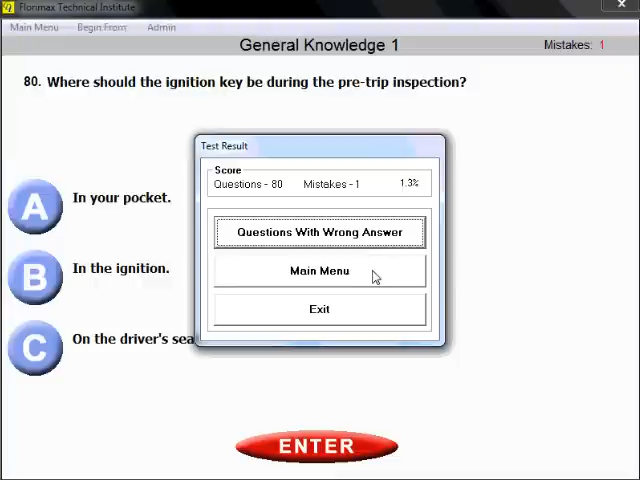 Florimax Technical Institute
Main Menu Begin From Admin
General Knowledge 1
Mistakes: 1
80. Where should the ignition key be during the pre-trip inspection?
Test Result
Score
Questions - 80 Mistakes - 1 1.3%
Questions With Wrong Answer
Main Menu
Exit
A In your pocket.
B In the ignition.
C On the driver's sea
ENTER